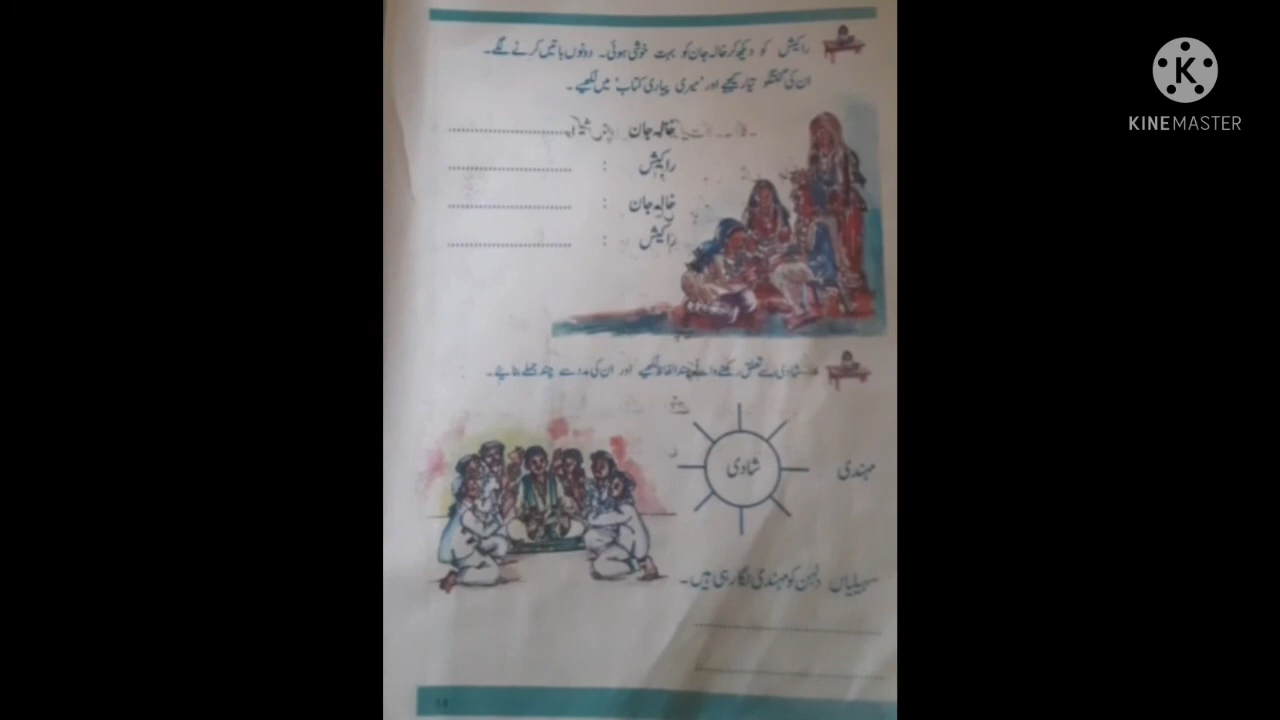 راکیش کو دیکھ کر خالہ جان کو بہت خوشی ہوئی۔ دونوں باتیں کرنے لگے۔
ان کی گفتگو تیار کیجیے اور 'میری پیاری کتاب' میں لکھیے۔
خالہ جان
راکیش :
خالہ جان :
راکیش :
شادی سے تعلق رکھنے والے چند الفاظ لکھیے اور ان کی مدد سے چند جملے بنائیے۔
شادی
مہندی
سہیلیاں دلہن کو مہندی لگا رہی ہیں۔
K
KINEMASTER